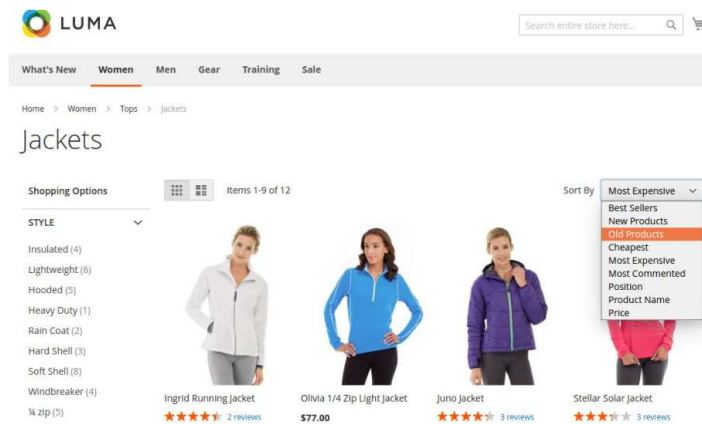 LUMA
Search entire store here...
What's New Women Men Gear Training Sale
Home > Women > Tops > Jackets
Jackets
Shopping Options
Items 1-9 of 12
Sort By Most Expensive
Best Sellers
New Products
Old Products
Cheapest
Most Expensive
Most Commented
Position
Product Name
Price
STYLE
Insulated (4)
Lightweight (6)
Hooded (5)
Heavy Duty (1)
Rain Coat (2)
Hard Shell (3)
Soft Shell (8)
Windbreaker (4)
¼ zip (5)
Ingrid Running Jacket
2 reviews
Olivia 1/4 Zip Light Jacket
$77.00
Juno Jacket
3 reviews
Stellar Solar Jacket
3 reviews